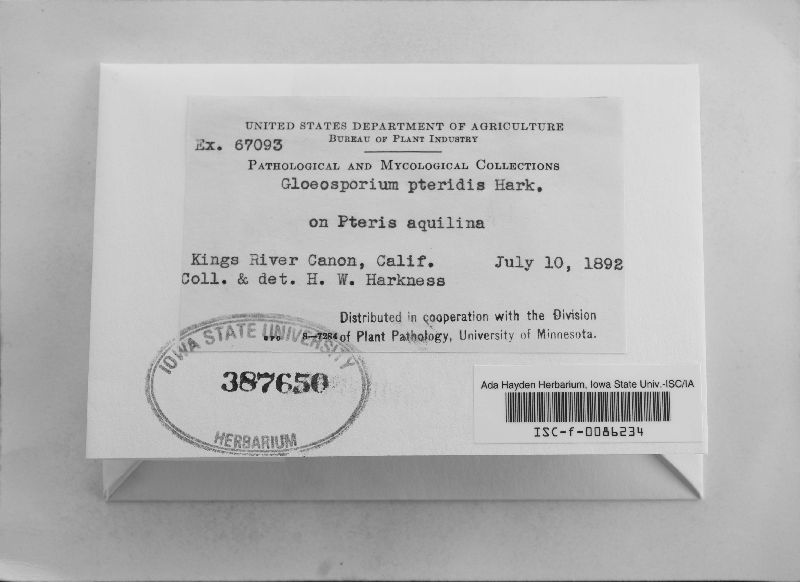 UNITED STATES DEPARTMENT OF AGRICULTURE
BUREAU OF PLANT INDUSTRY
Ex. 67093
PATHOLOGICAL AND MYCOLOGICAL COLLECTIONS
Gloeosporium pteridis Hark.
on Pteris aquilina
Kings River Canon, Calif. July 10, 1892
Coll. & det. H. W. Harkness
Distributed in cooperation with the Division
8—7284 of Plant Pathology, University of Minnesota.
IOWA STATE UNIVERSITY
387650
HERBARIUM
Ada Hayden Herbarium, Iowa State Univ.-ISC/IA
ISC-f-0086234